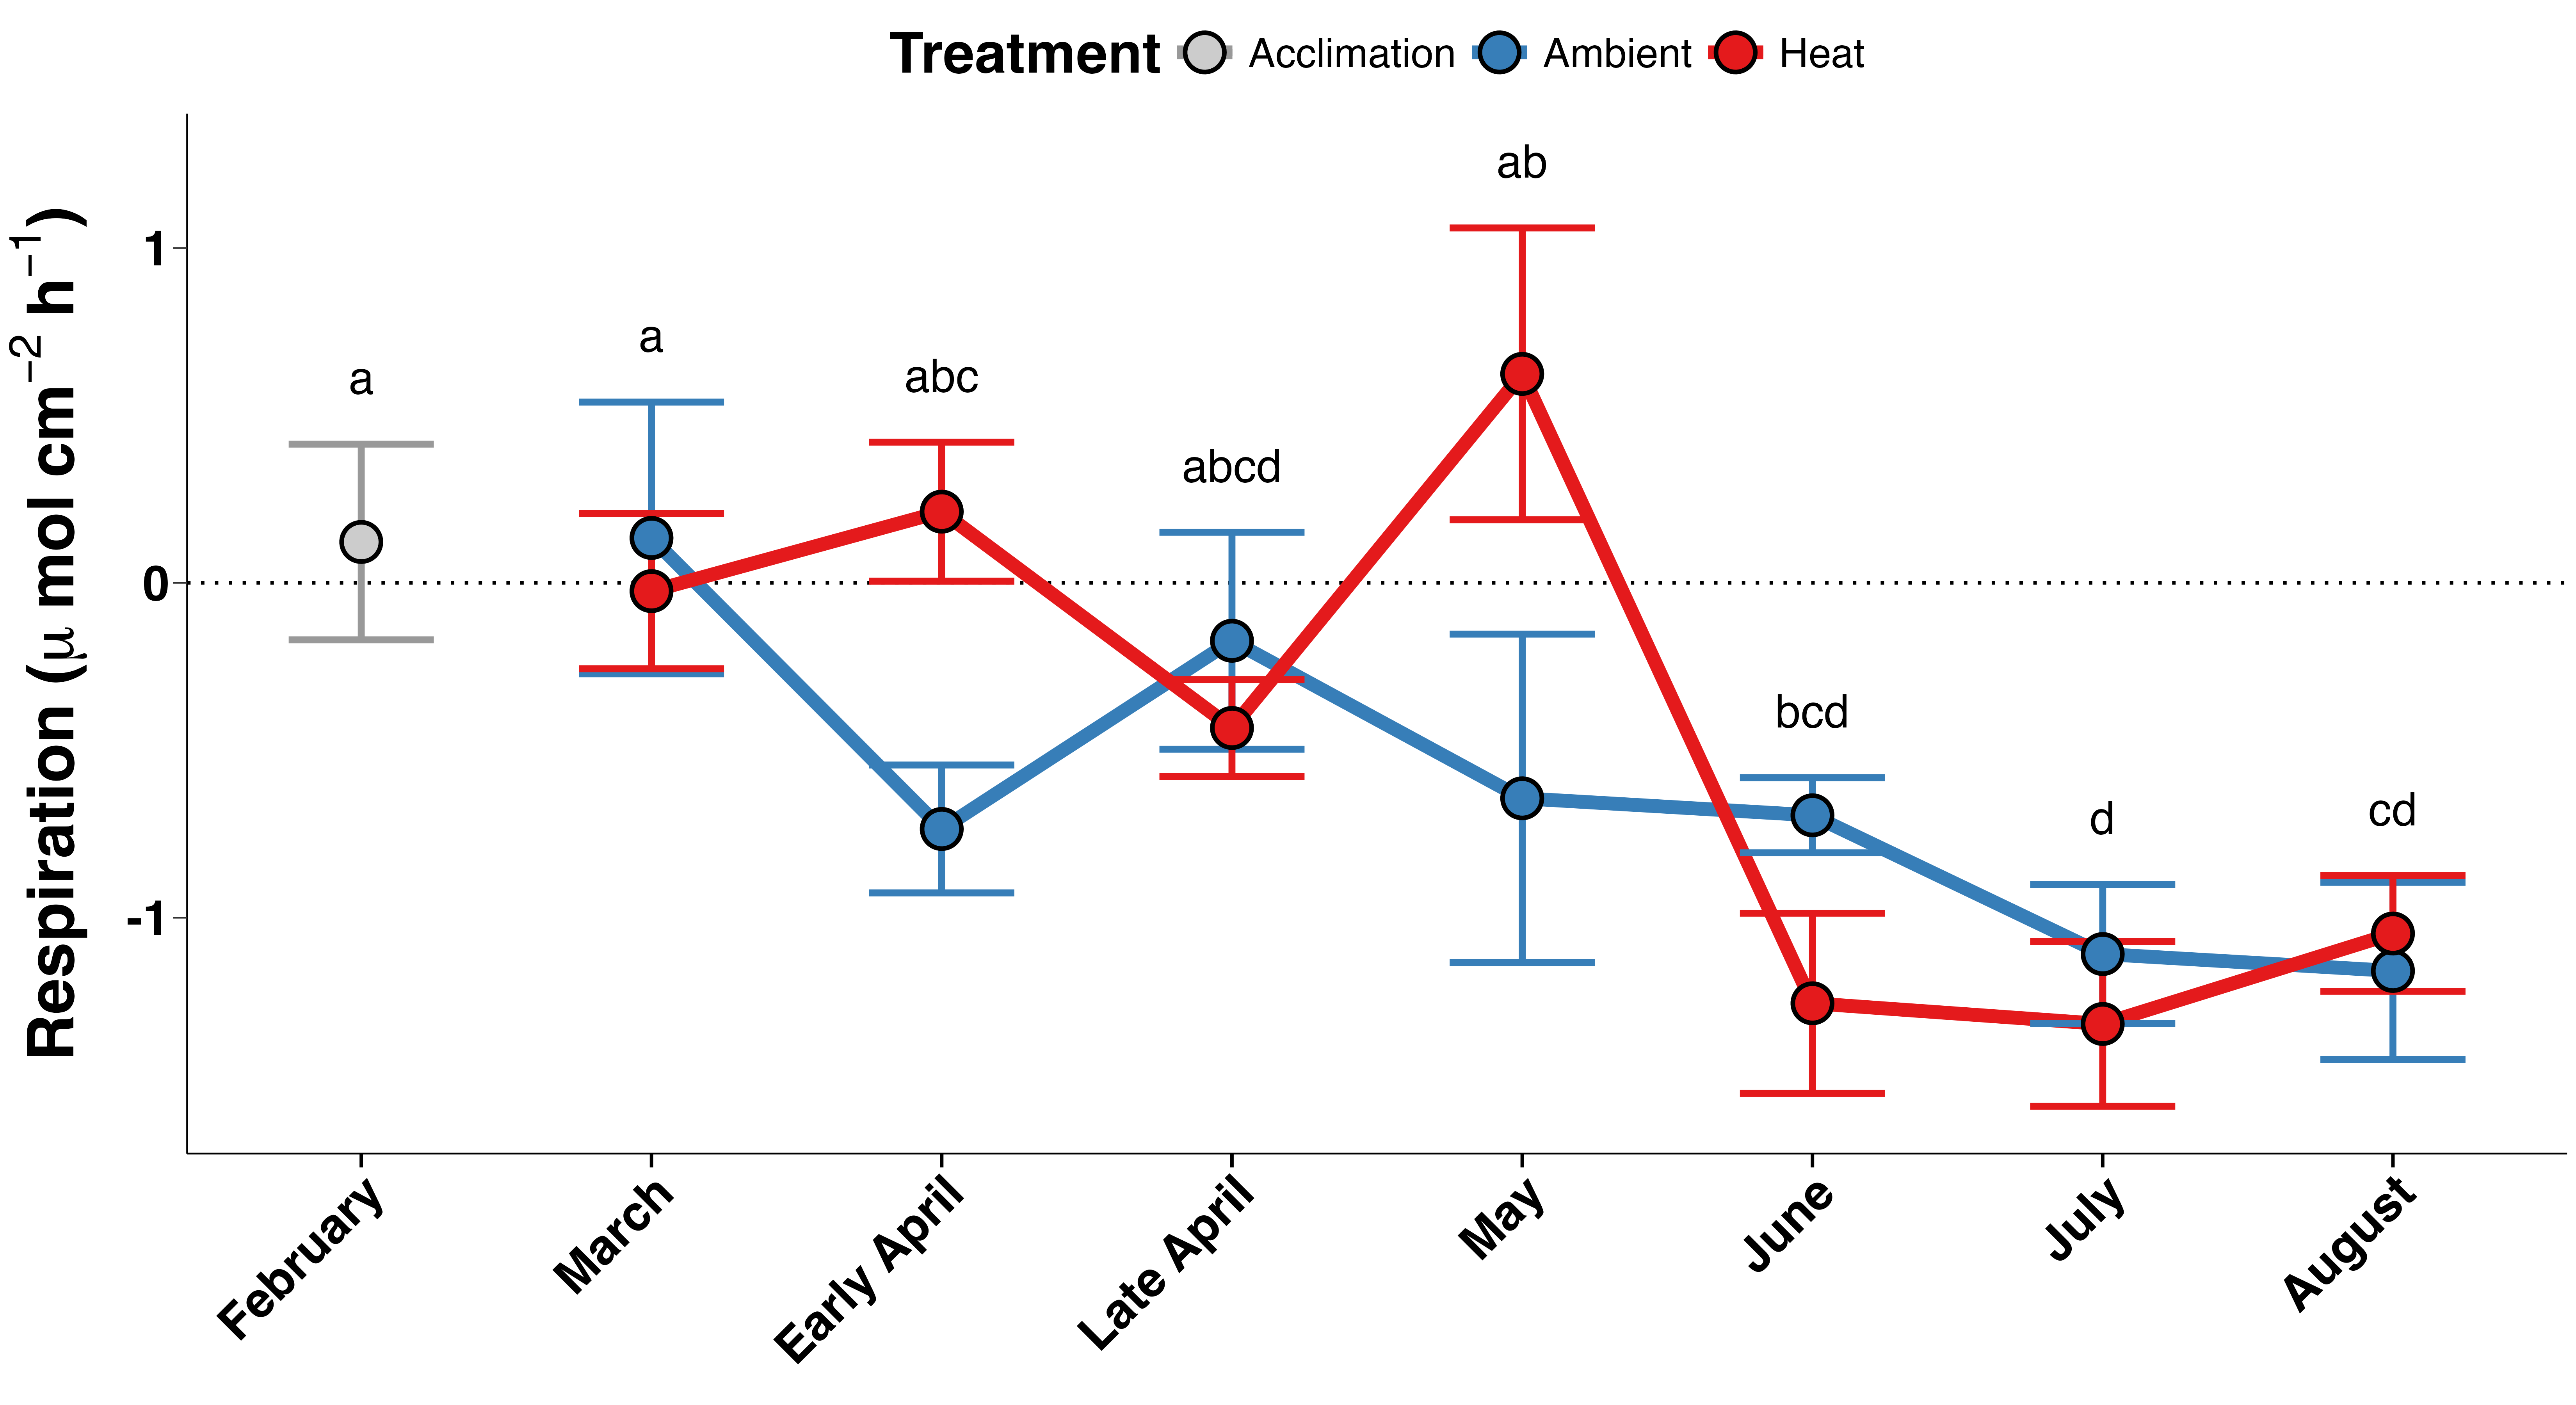 Treatment Acclimation Ambient Heat
Respiration (μ mol cm⁻² h⁻¹)
1
0
-1
a
a
abc
abcd
ab
bcd
d
cd
February
March
Early April
Late April
May
June
July
August